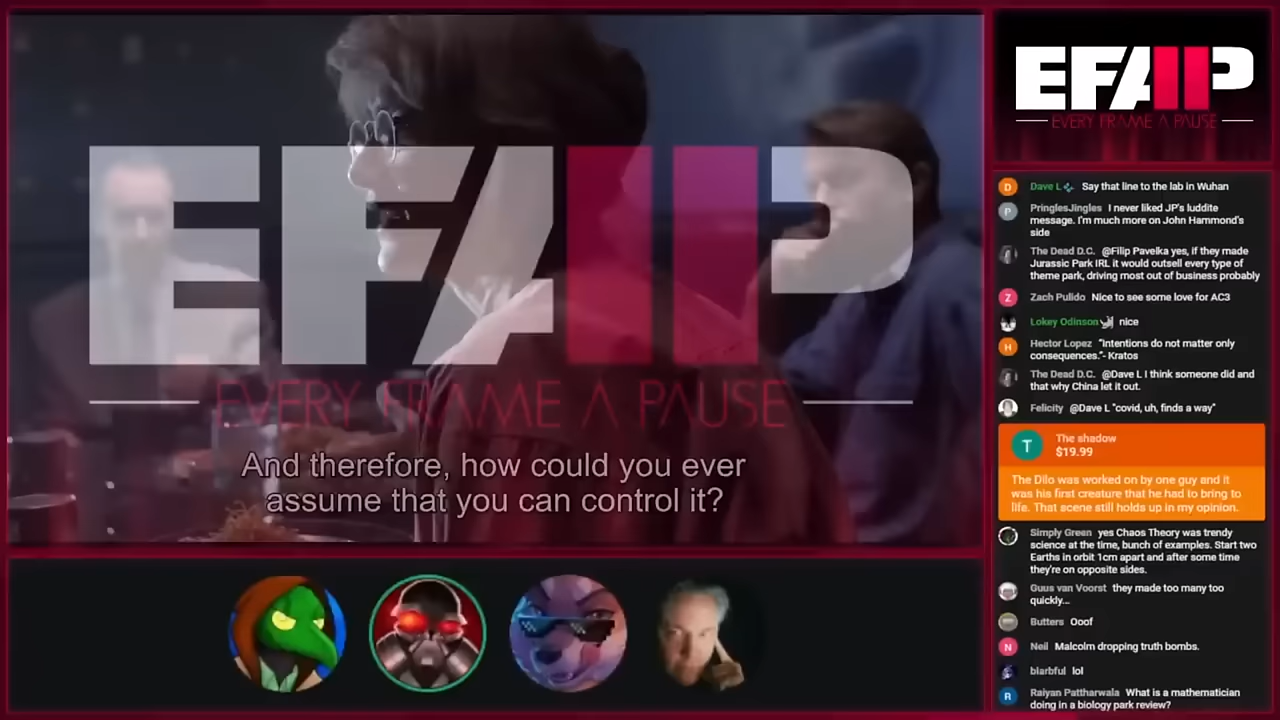 EFAP
EVERY FRAME A PAUSE
And therefore, how could you ever
assume that you can control it?
EFAP
EVERY FRAME A PAUSE
D Dave L Say that line to the lab in Wuhan
P PringlesJingles I never liked JP's luddite
message. I'm much more on John Hammond's
side
The Dead D.C. @Filip Pavelka yes, if they made
Jurassic Park IRL it would outsell every type of
theme park, driving most out of business probably
Z Zach Pulido Nice to see some love for AC3
Lokey Odinson nice
H Hector Lopez "Intentions do not matter only
consequences."- Kratos
The Dead D.C. @Dave L I think someone did and
that why China let it out.
Felicity @Dave L "covid, uh, finds a way"
T The shadow
$19.99
The Dilo was worked on by one guy and it
was his first creature that he had to bring to
life. That scene still holds up in my opinion.
Simply Green yes Chaos Theory was trendy
science at the time, bunch of examples. Start two
Earths in orbit 1cm apart and after some time
they're on opposite sides.
Guus van Voorst they made too many too
quickly...
Butters Ooof
N Neil Malcolm dropping truth bombs.
blarbful lol
R Raiyan Pattharwala What is a mathematician
doing in a biology park review?